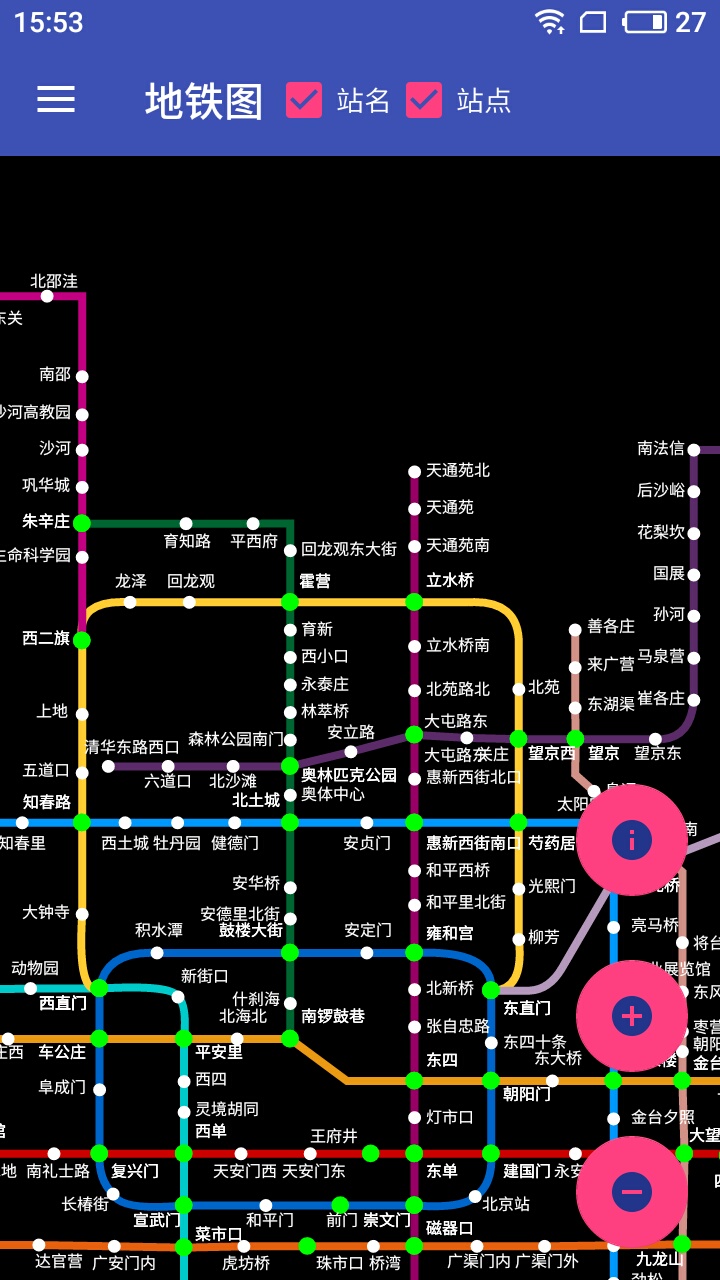 15:53
27
地铁图
站名
站点
北邵洼
东关
南邵
沙河高教园
沙河
巩华城
朱辛庄
生命科学园
育知路
平西府
回龙观东大街
天通苑北
天通苑
天通苑南
南法信
后沙峪
花梨坎
国展
孙河
马泉营
崔各庄
龙泽
回龙观
霍营
立水桥
西二旗
育新
西小口
永泰庄
林萃桥
立水桥南
北苑路北
北苑
善各庄
来广营
东湖渠
上地
清华东路西口
森林公园南门
安立路
大屯路东
大屯路东
望京西
望京
望京东
五道口
六道口
北沙滩
奥林匹克公园
惠新西街北口
知春路
北土城
奥体中心
知春里
西土城
牡丹园
健德门
安贞门
惠新西街南口
芍药居
南
安华桥
和平西桥
光熙门
大钟寺
安德里北街
和平里北街
积水潭
鼓楼大街
安定门
雍和宫
柳芳
亮马桥
将台
动物园
西直门
新街口
什刹海
北海北
南锣鼓巷
北新桥
东直门
张自忠路
东四十条
东大桥
车公庄
平安里
东四
朝阳门
阜成门
西四
灵境胡同
灯市口
金台夕照
西单
王府井
南礼士路
复兴门
天安门西
天安门东
东单
建国门
长椿街
宣武门
和平门
前门
崇文门
北京站
菜市口
磁器口
达官营
广安门内
虎坊桥
珠市口
桥湾
广渠门内
广渠门外
九龙山
劲松